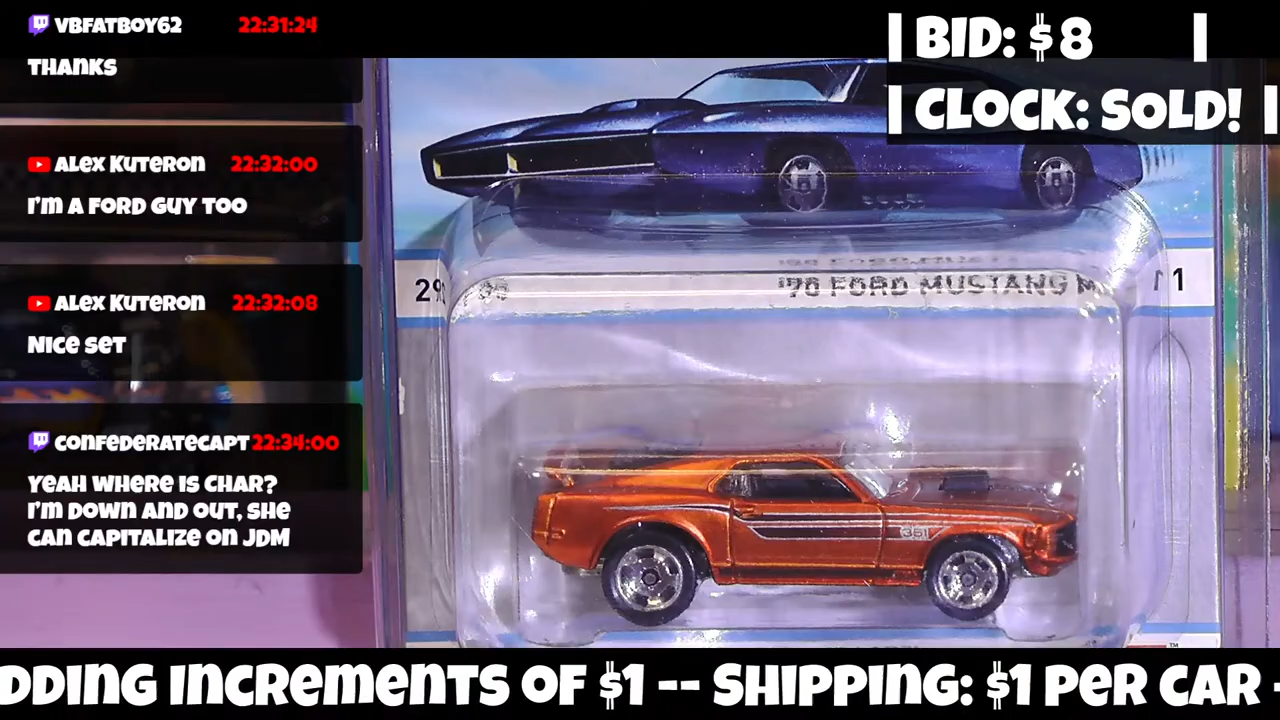 VBFATBOY62 22:31:24
THANKS
ALEX KUTERON 22:32:00
I'M A FORD GUY TOO
ALEX KUTERON 22:32:08
NICE SET
CONFEDERATECAPT 22:34:00
YEAH WHERE IS CHAR?
I'M DOWN AND OUT, SHE
CAN CAPITALIZE ON JDM
| BID: $8 |
| CLOCK: SOLD! |
'70 FORD MUSTANG
351
DDING INCREMENTS OF $1 -- SHIPPING: $1 PER CAR -